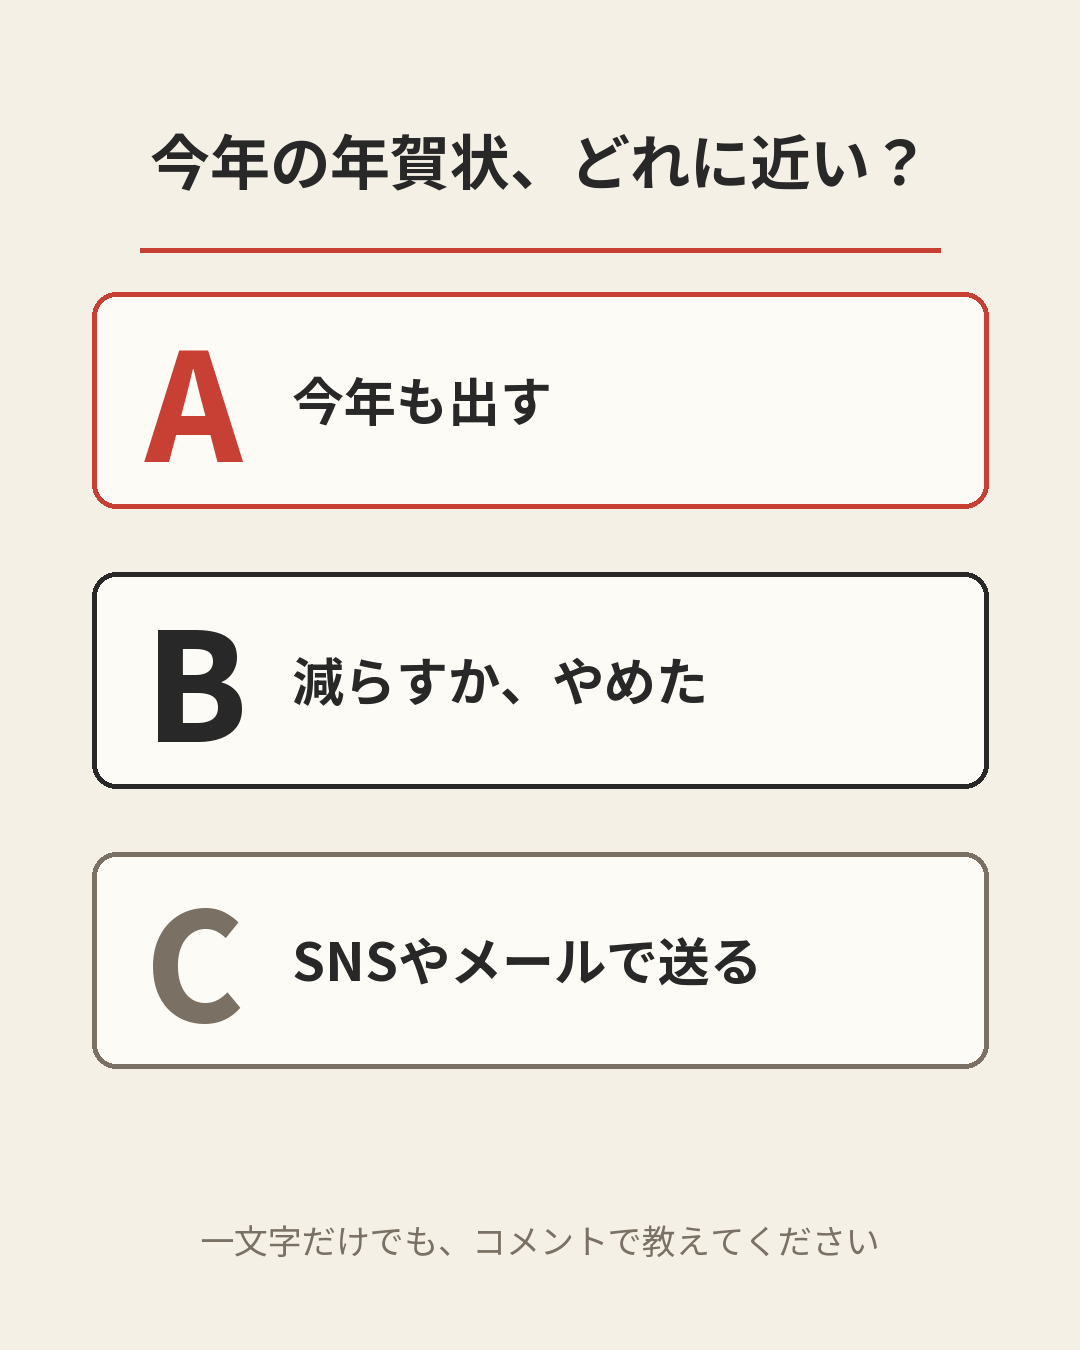 今年の年賀状、どれに近い？
A 今年も出す
B 減らすか、やめた
C SNSやメールで送る
一文字だけでも、コメントで教えてください